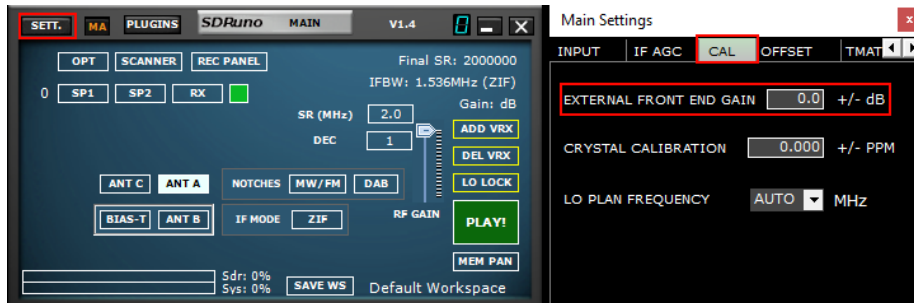 SETT. MA PLUGINS SDRuno MAIN V1.4
OPT SCANNER REC PANEL Final SR: 2000000
IFBW: 1.536MHz (ZIF)
0 SP1 SP2 RX Gain: dB
SR (MHz) 2.0
ADD VRX
DEC 1
DEL VRX
ANT C ANT A NOTCHES MW/FM DAB LO LOCK
BIAS-T ANT B IF MODE ZIF RF GAIN PLAY!
MEM PAN
Sdr: 0%
Sys: 0% SAVE WS Default Workspace
Main Settings x
INPUT IF AGC CAL OFFSET TMAT
EXTERNAL FRONT END GAIN 0.0 +/- dB
CRYSTAL CALIBRATION 0.000 +/- PPM
LO PLAN FREQUENCY AUTO MHz